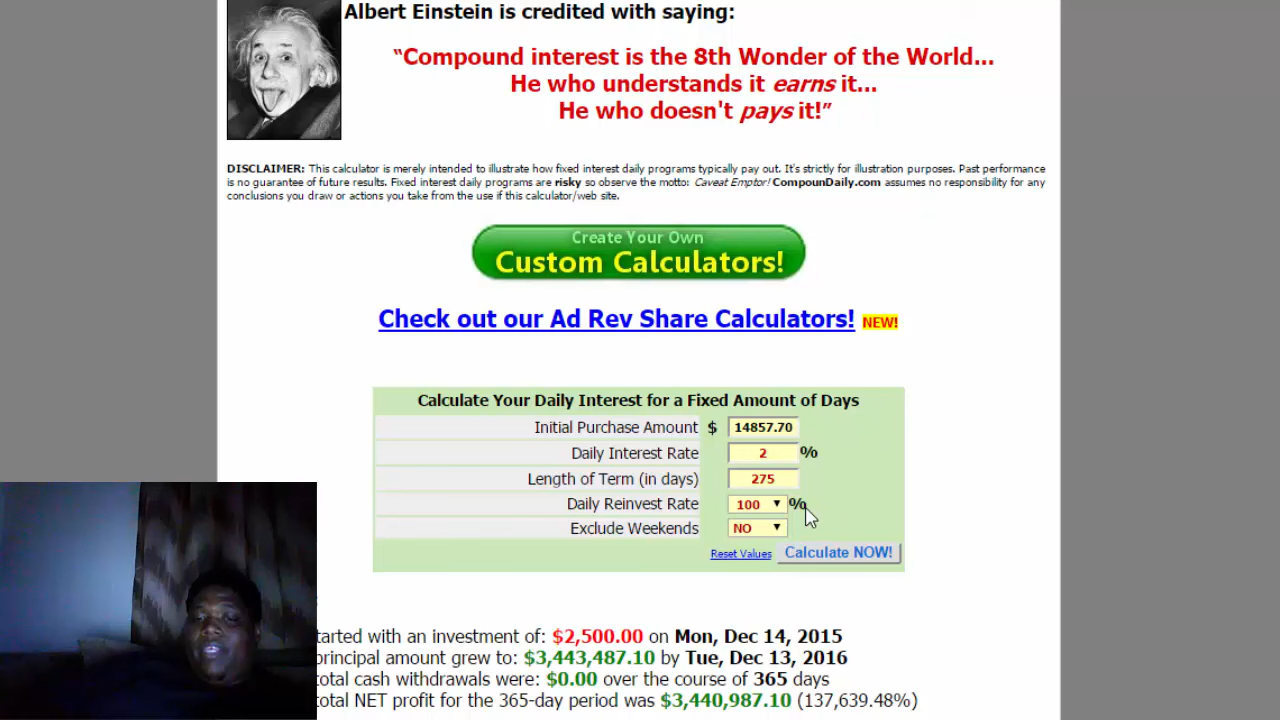 Albert Einstein is credited with saying:
“Compound interest is the 8th Wonder of the World...
He who understands it earns it...
He who doesn't pays it!”
DISCLAIMER: This calculator is merely intended to illustrate how fixed interest daily programs typically pay out. It's strictly for illustration purposes. Past performance
is no guarantee of future results. Fixed interest daily programs are risky so observe the motto: Caveat Emptor! CompounDaily.com assumes no responsibility for any
conclusions you draw or actions you take from the use if this calculator/web site.
Create Your Own
Custom Calculators!
Check out our Ad Rev Share Calculators! NEW!
Calculate Your Daily Interest for a Fixed Amount of Days
Initial Purchase Amount $ 14857.70
Daily Interest Rate 2 %
Length of Term (in days) 275
Daily Reinvest Rate 100 %
Exclude Weekends NO
Reset Values Calculate NOW!
tarted with an investment of: $2,500.00 on Mon, Dec 14, 2015
principal amount grew to: $3,443,487.10 by Tue, Dec 13, 2016
total cash withdrawals were: $0.00 over the course of 365 days
total NET profit for the 365-day period was $3,440,987.10 (137,639.48%)